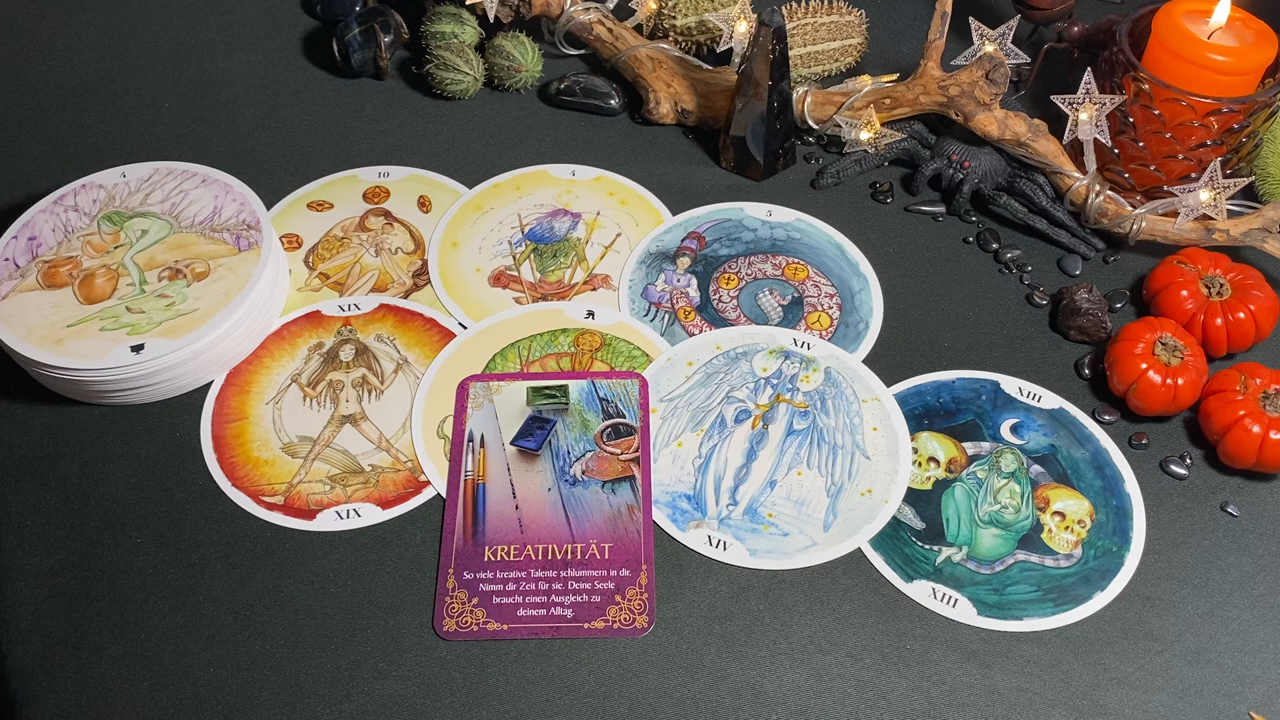 4
10
4
5
XIX
XIX
XIV
XIV
XIII
XIII
KREATIVITÄT
So viele kreative Talente schlummern in dir.
Nimm dir Zeit für sie. Deine Seele
braucht einen Ausgleich zu
deinem Alltag.